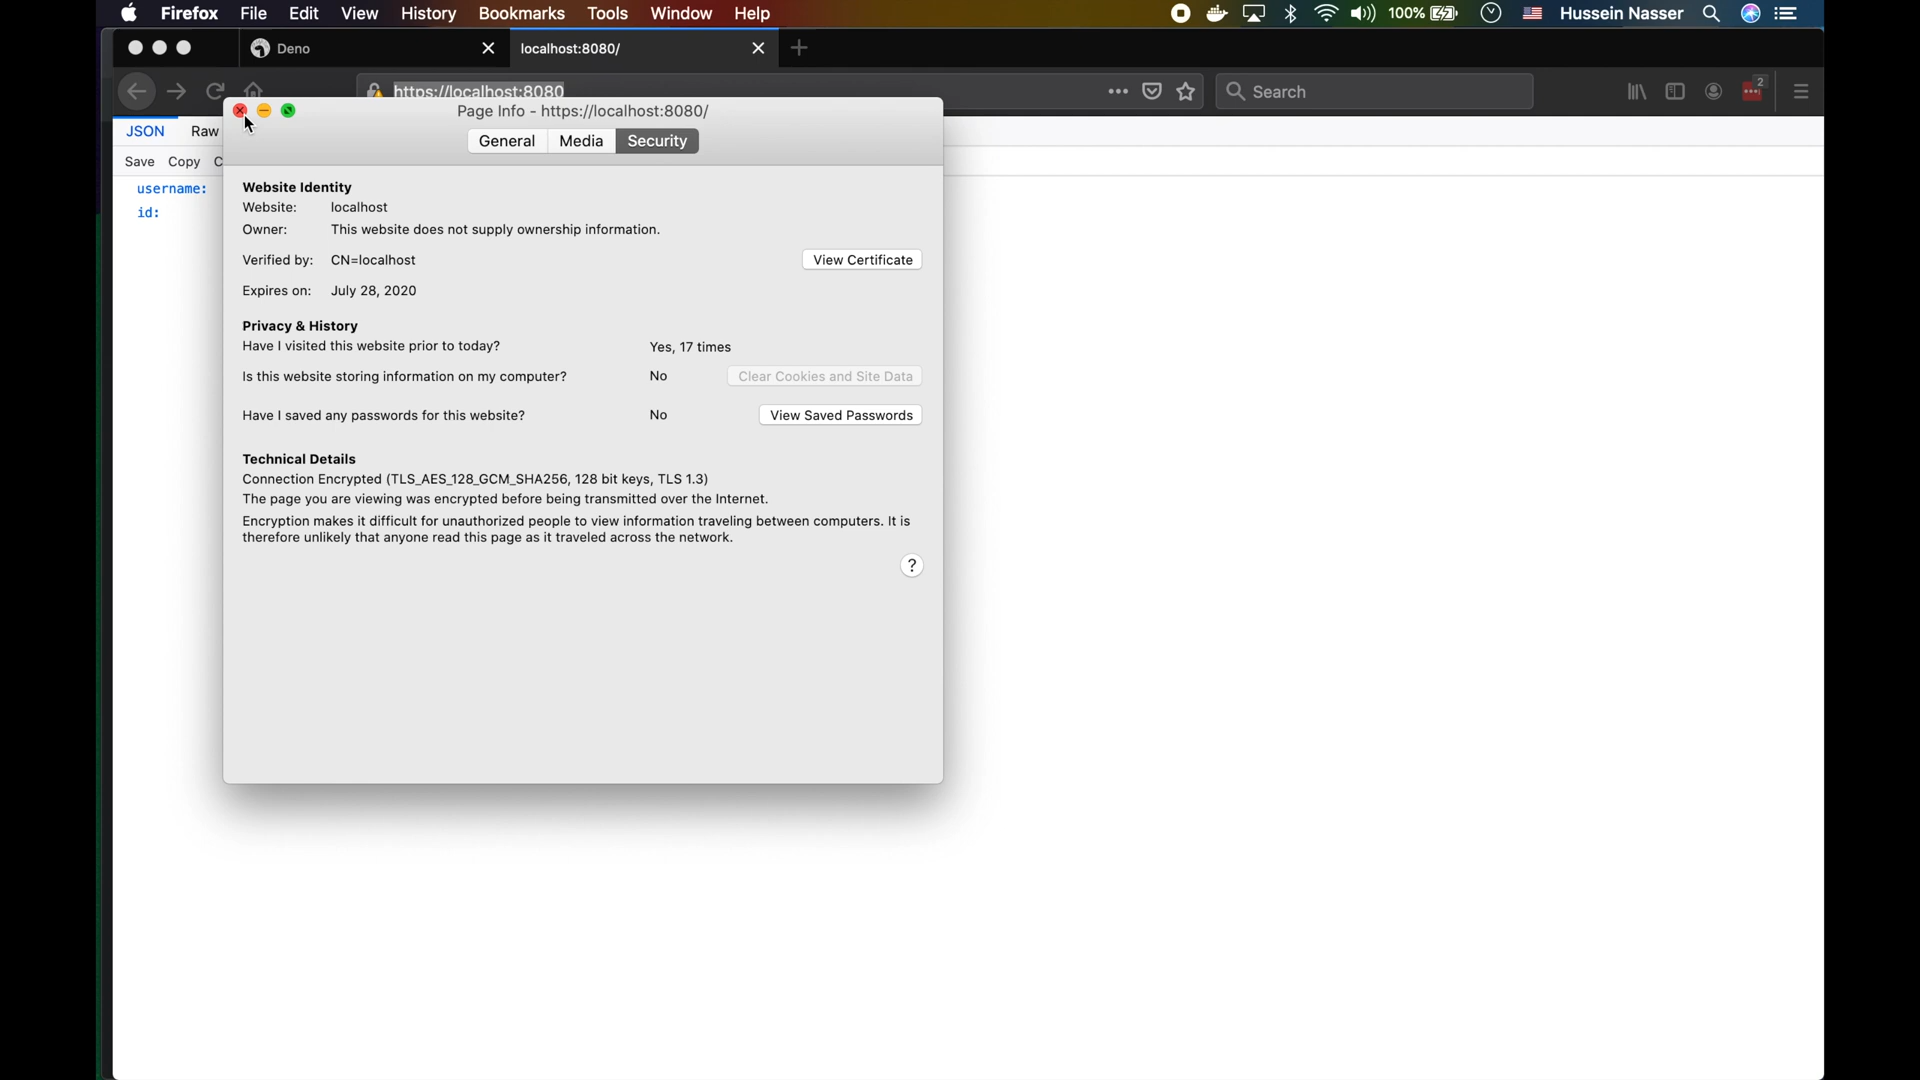 Firefox File Edit View History Bookmarks Tools Window Help 100% Hussein Nasser
Deno localhost:8080/
https://localhost:8080 Search 2
Page Info - https://localhost:8080/
JSON Raw
General Media Security
Save Copy C
username:
id:
Website Identity
Website: localhost
Owner: This website does not supply ownership information.
Verified by: CN=localhost View Certificate
Expires on: July 28, 2020
Privacy & History
Have I visited this website prior to today? Yes, 17 times
Is this website storing information on my computer? No Clear Cookies and Site Data
Have I saved any passwords for this website? No View Saved Passwords
Technical Details
Connection Encrypted (TLS_AES_128_GCM_SHA256, 128 bit keys, TLS 1.3)
The page you are viewing was encrypted before being transmitted over the Internet.
Encryption makes it difficult for unauthorized people to view information traveling between computers. It is
therefore unlikely that anyone read this page as it traveled across the network.
?